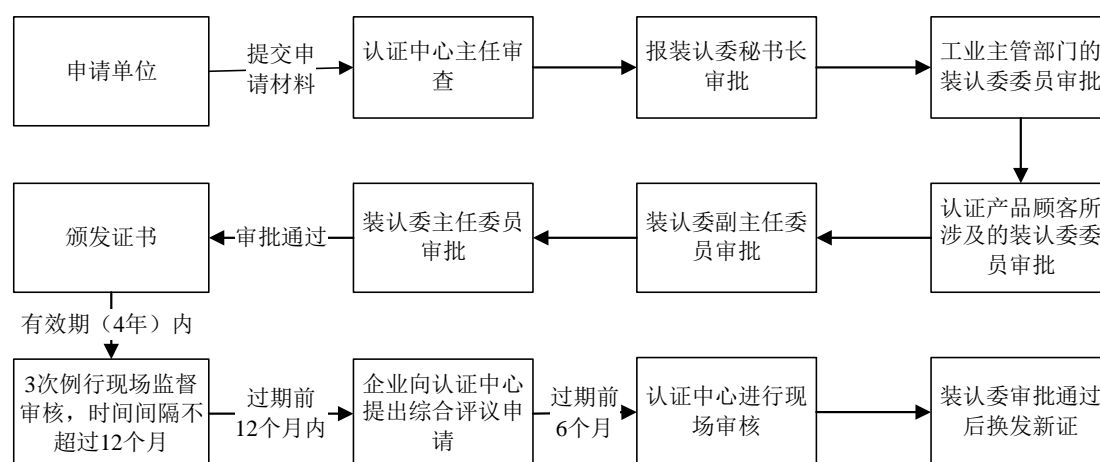 申请单位
提交申
请材料
认证中心主任审
查
报装认委秘书长
审批
工业主管部门的
装认委委员审批
认证产品顾客所
涉及的装认委委
员审批
装认委副主任委
员审批
装认委主任委员
审批
审批通过
颁发证书
有效期（4年）内
3次例行现场监督
审核，时间间隔不
超过12个月
过期前
12个月内
企业向认证中心
提出综合评议申
请
过期前
6个月
认证中心进行现
场审核
装认委审批通过
后换发新证